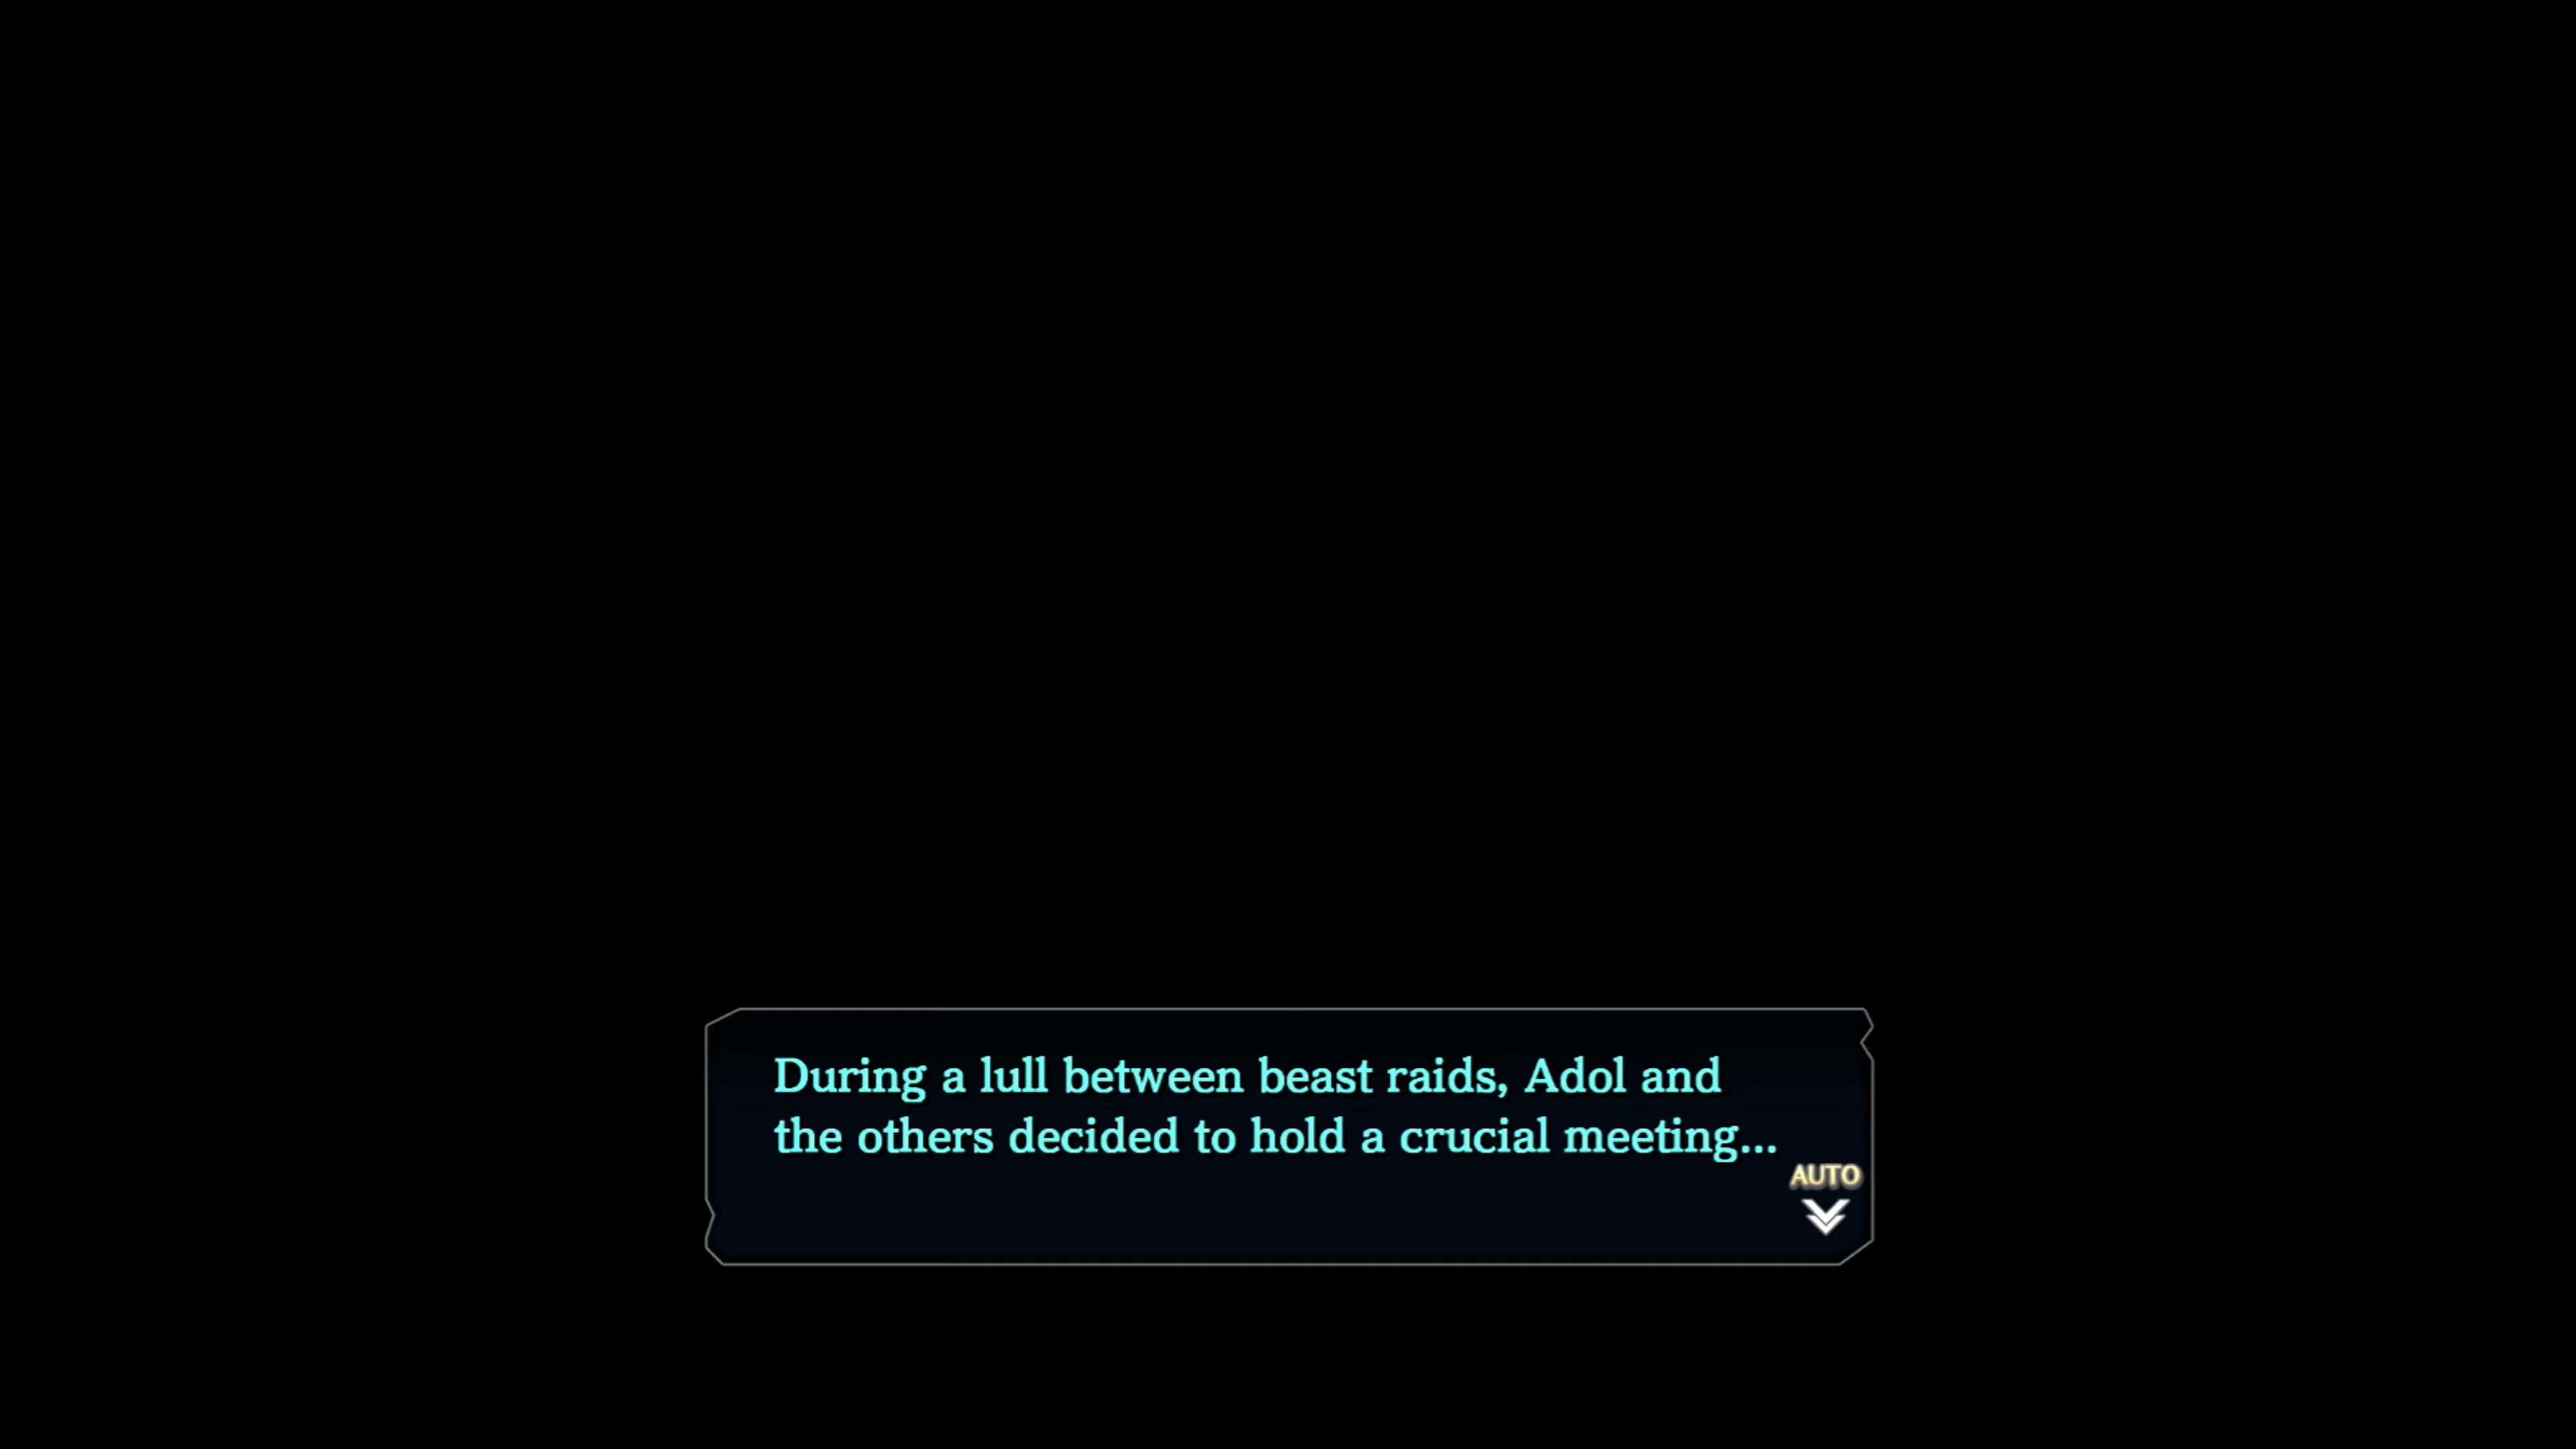 During a lull between beast raids, Adol and
the others decided to hold a crucial meeting...
AUTO